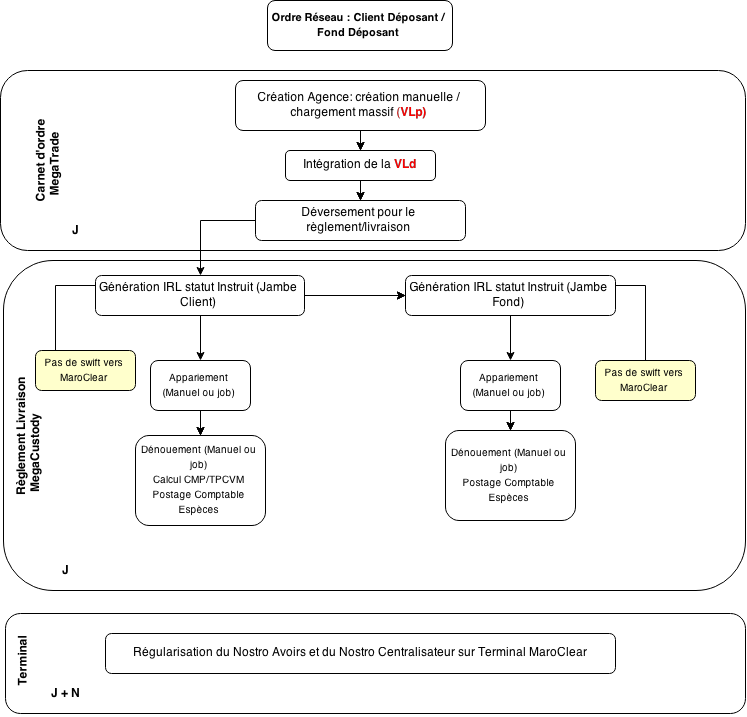 Ordre Réseau : Client Déposant /
Fond Déposant
Carnet d'ordre
MegaTrade
Création Agence: création manuelle /
chargement massif (VLp)
Intégration de la VLd
Déversement pour le
règlement/livraison
J
Règlement Livraison
MegaCustody
Génération IRL statut Instruit (Jambe
Client)
Génération IRL statut Instruit (Jambe
Fond)
Pas de swift vers
MaroClear
Appariement
(Manuel ou job)
Appariement
(Manuel ou job)
Pas de swift vers
MaroClear
Dénouement (Manuel ou
job)
Calcul CMP/TPCVM
Postage Comptable
Espèces
Dénouement (Manuel ou
job)
Postage Comptable
Espèces
J
Terminal
Régularisation du Nostro Avoirs et du Nostro Centralisateur sur Terminal MaroClear
J + N